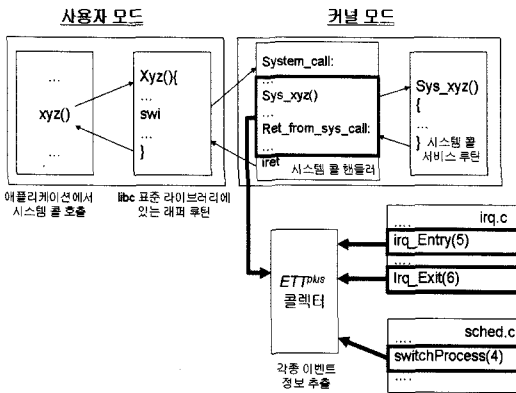 사용자 모드
커널 모드
...
xyz()
...
Xyz(){
...
swi
...
}
System_call:
...
Sys_xyz()
...
Ret_from_sys_call:
...
iret
시스템 콜 핸들러
Sys_xyz()
{
...
} 시스템 콜
서비스 루틴
애플리케이션에서
시스템 콜 호출
libc 표준 라이브러리에
있는 래퍼 루틴
ETTplus
콜렉터
각종 이벤트
정보 추출
irq.c
....
irq_Entry(5)
....
Irq_Exit(6)
sched.c
....
switchProcess(4)
....